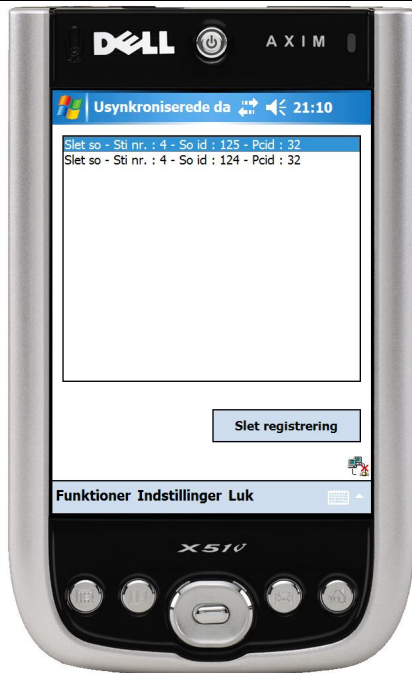 DELL AXIM
Usynkroniserede da 21:10
Slet so - Sti nr. : 4 - So id : 125 - Pcid : 32
Slet so - Sti nr. : 4 - So id : 124 - Pcid : 32
Slet registrering
Funktioner Indstillinger Luk
X51v